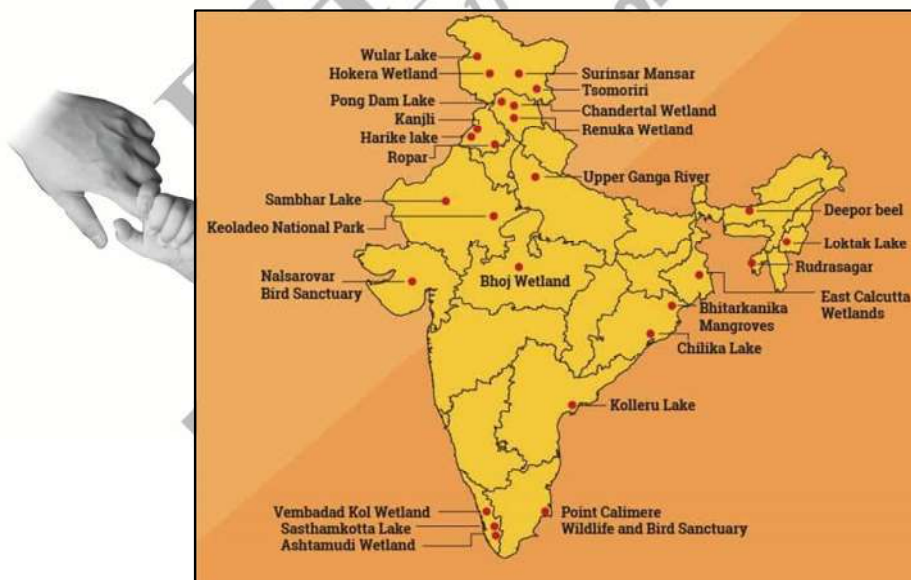 Wular Lake
Hokera Wetland
Surinsar Mansar
Tsomoriri
Pong Dam Lake
Chandertal Wetland
Kanjli
Renuka Wetland
Harike lake
Ropar
Upper Ganga River
Sambhar Lake
Deepor beel
Keoladeo National Park
Loktak Lake
Rudrasagar
Nalsarovar
Bird Sanctuary
Bhoj Wetland
East Calcutta
Wetlands
Bhitarkanika
Mangroves
Chilika Lake
Kolleru Lake
Vembadad Kol Wetland
Sasthamkotta Lake
Ashtamudi Wetland
Point Calimere
Wildlife and Bird Sanctuary